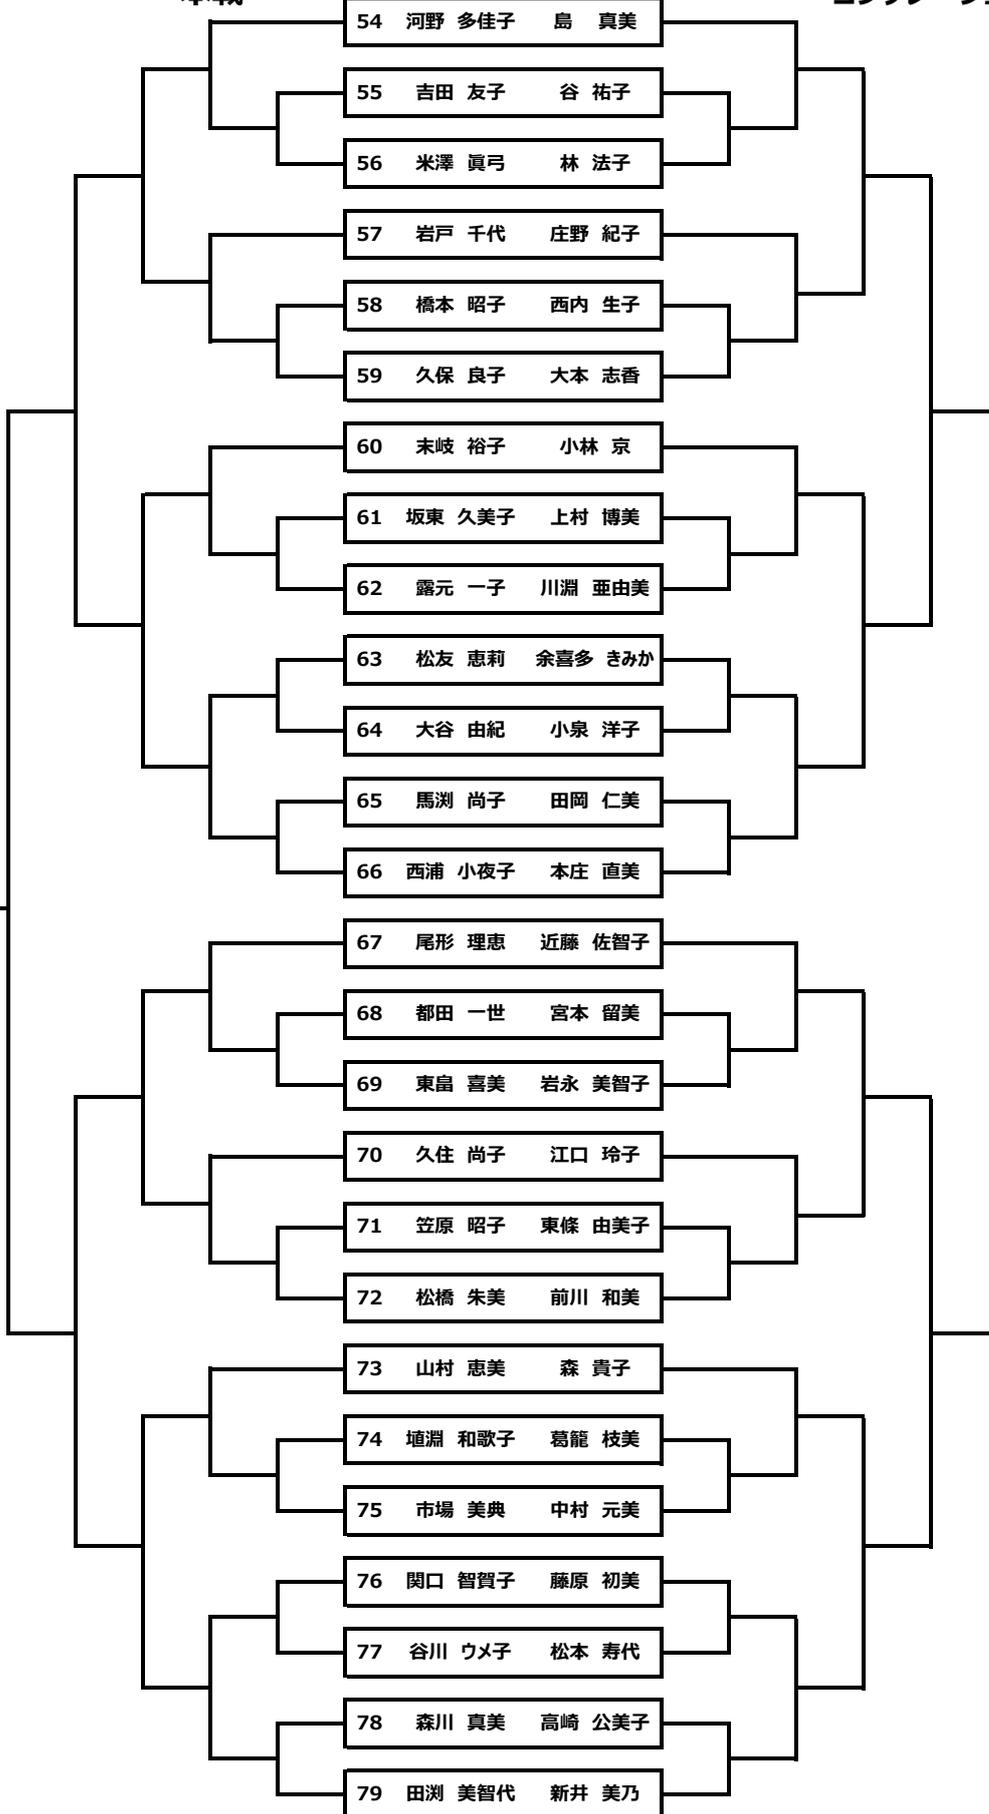 本戦
54 河野 多佳子 島 真美
55 吉田 友子 谷 祐子
56 米澤 眞弓 林 法子
57 岩戸 千代 庄野 紀子
58 橋本 昭子 西内 生子
59 久保 良子 大本 志香
60 末岐 裕子 小林 京
61 坂東 久美子 上村 博美
62 露元 一子 川淵 亜由美
63 松友 恵莉 余喜多 きみか
64 大谷 由紀 小泉 洋子
65 馬渕 尚子 田岡 仁美
66 西浦 小夜子 本庄 直美
67 尾形 理恵 近藤 佐智子
68 都田 一世 宮本 留美
69 東畠 喜美 岩永 美智子
70 久住 尚子 江口 玲子
71 笠原 昭子 東條 由美子
72 松橋 朱美 前川 和美
73 山村 恵美 森 貴子
74 埴淵 和歌子 葛籠 枝美
75 市場 美典 中村 元美
76 関口 智賀子 藤原 初美
77 谷川 ウメ子 松本 寿代
78 森川 真美 高崎 公美子
79 田渕 美智代 新井 美乃